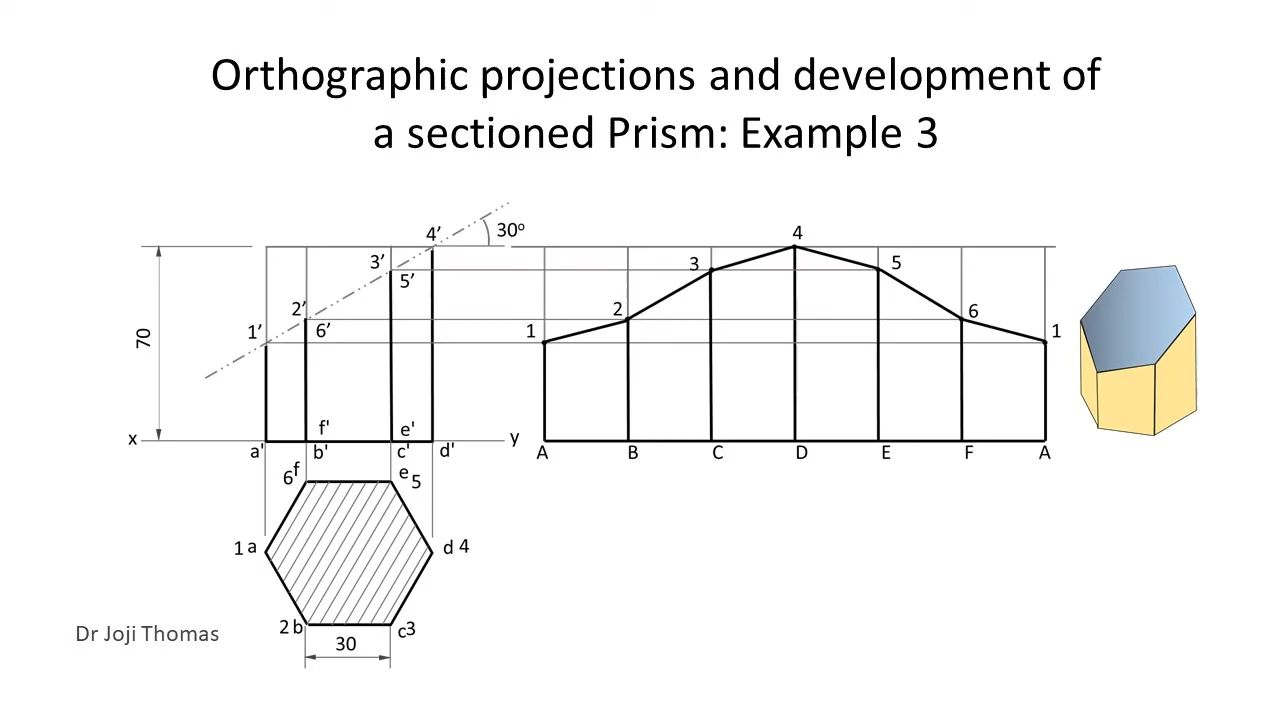 Orthographic projections and development of
a sectioned Prism: Example 3
4’ 30o 4
3’ 5’ 3 5
2’ 6’ 2 6
1’ 1 1
70
f' e'
x y
a' b' c' d' A B C D E F A
6 f e 5
1 a d 4
2 b c 3
30
Dr Joji Thomas